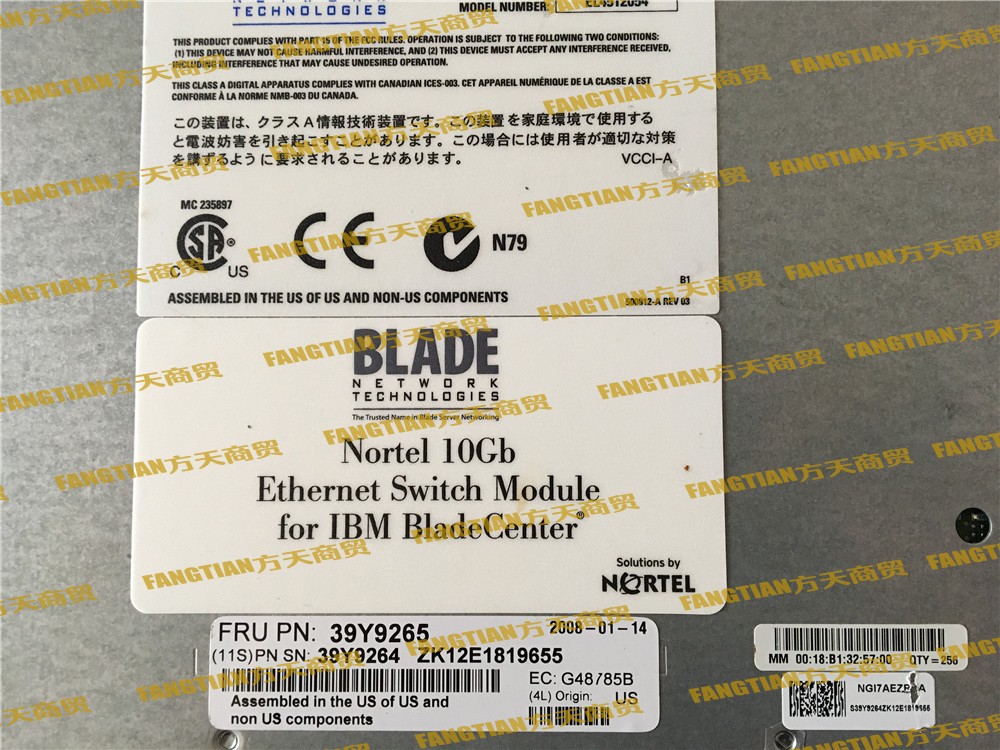 TECHNOLOGIES
MODEL NUMBER: EL4512054
THIS PRODUCT COMPLIES WITH PART 15 OF THE FCC RULES. OPERATION IS SUBJECT TO THE FOLLOWING TWO CONDITIONS:
(1) THIS DEVICE MAY NOT CAUSE HARMFUL INTERFERENCE, AND (2) THIS DEVICE MUST ACCEPT ANY INTERFERENCE RECEIVED,
INCLUDING INTERFERENCE THAT MAY CAUSE UNDESIRED OPERATION.
THIS CLASS A DIGITAL APPARATUS COMPLIES WITH CANADIAN ICES-003. CET APPAREIL NUMÉRIQUE DE LA CLASSE A EST
CONFORME À LA NORME NMB-003 DU CANADA.
この装置は、クラスA情報技術装置です。この装置を家庭環境で使用する
と電波妨害を引き起こすことがあります。この場合には使用者が適切な対策
を購ずるように要求されることがあります。
VCCI-A
MC 235897
C SA ® US
CE
N79
B1
ASSEMBLED IN THE US OF US AND NON-US COMPONENTS
500912-A REV 03
BLADE
NETWORK
TECHNOLOGIES
The Trusted Name in Blade Server Networking
Nortel 10Gb
Ethernet Switch Module
for IBM BladeCenter®
Solutions by
NORTEL
FRU PN: 39Y9265 2008-01-14
(11S)PN SN: 39Y9264 ZK12E1819655
EC: G48785B
(4L) Origin: US
Assembled in the US of US and
non US components
MM 00:18:B1:32:57:00 QTY=256
S39Y9264ZK12E1819655
FANGTIAN方天商贸